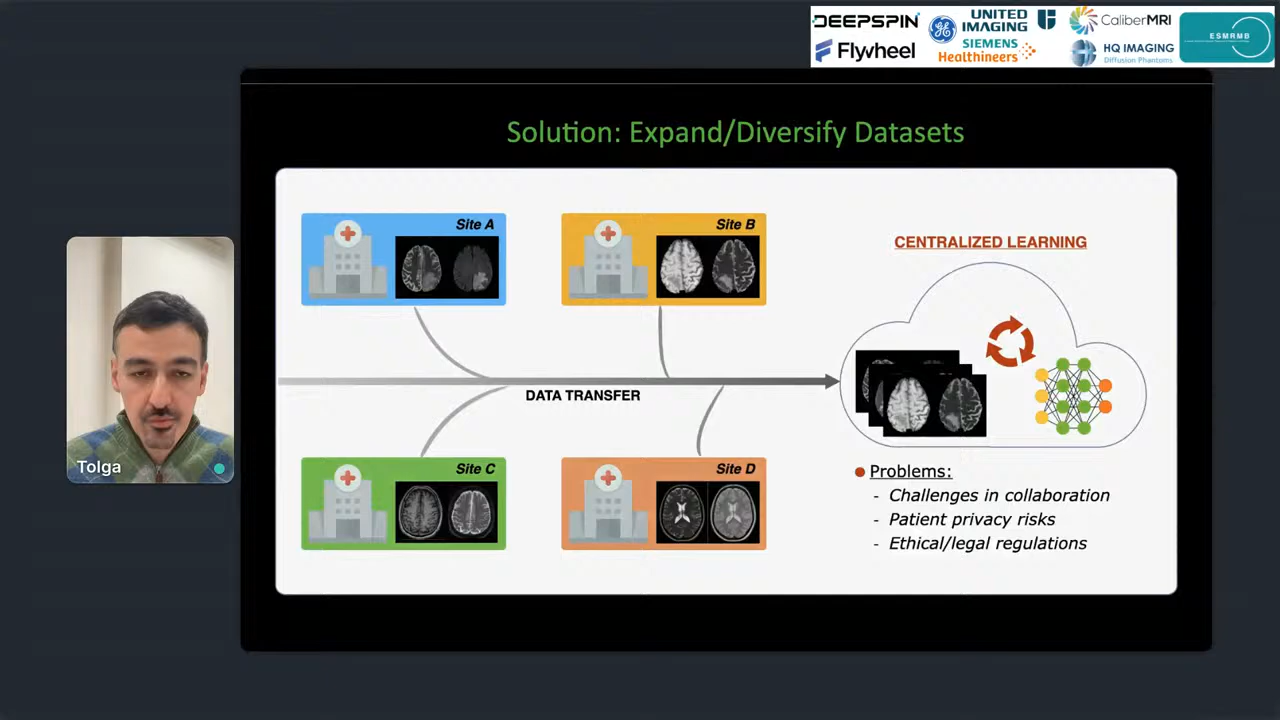 DEEPSPIN
UNITED
IMAGING
CaliberMRI
ESMRMB
Flywheel
SIEMENS
Healthineers
HQ IMAGING
Diffusion Phantoms
Solution: Expand/Diversify Datasets
Site A
Site B
CENTRALIZED LEARNING
DATA TRANSFER
Site C
Site D
Problems:
- Challenges in collaboration
- Patient privacy risks
- Ethical/legal regulations
Tolga